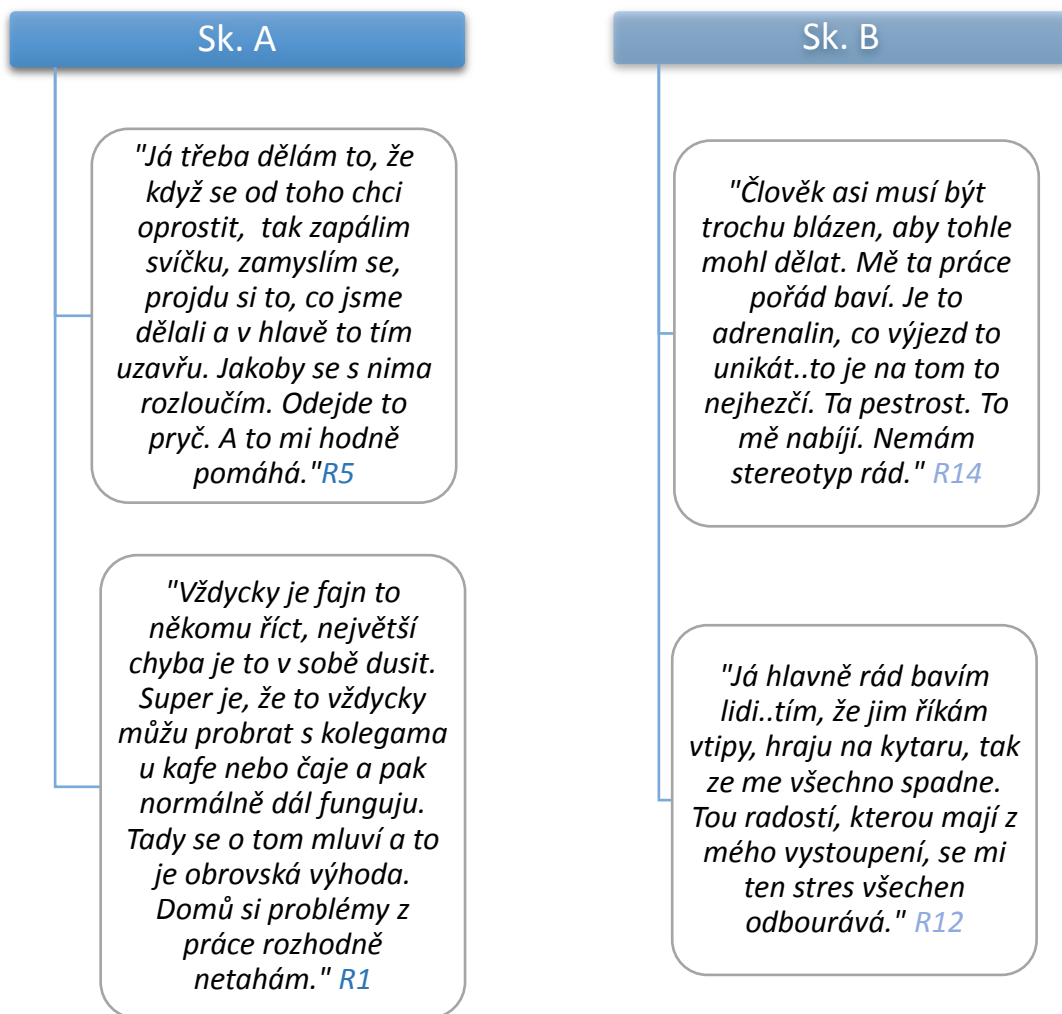 Sk. A
"Já třeba dělám to, že
když se od toho chci
oprostit, tak zapálim
svíčku, zamyslím se,
projdu si to, co jsme
dělali a v hlavě to tím
uzavřu. Jakoby se s nima
rozloučím. Odejde to
pryč. A to mi hodně
pomáhá."R5
"Vždycky je fajn to
někomu říct, největší
chyba je to v sobě dusit.
Super je, že to vždycky
můžu probrat s kolegama
u kafe nebo čaje a pak
normálně dál funguju.
Tady se o tom mluví a to
je obrovská výhoda.
Domů si problémy z
práce rozhodně
netahám." R1
Sk. B
"Člověk asi musí být
trochu blázen, aby tohle
mohl dělat. Mě ta práce
pořád baví. Je to
adrenalin, co výjezd to
unikát..to je na tom to
nejhezčí. Ta pestrost. To
mě nabíjí. Nemám
stereotyp rád." R14
"Já hlavně rád bavím
lidi..tím, že jim říkám
vtipy, hraju na kytaru, tak
ze me všechno spadne.
Tou radostí, kterou mají z
mého vystoupení, se mi
ten stres všechen
odbourává." R12